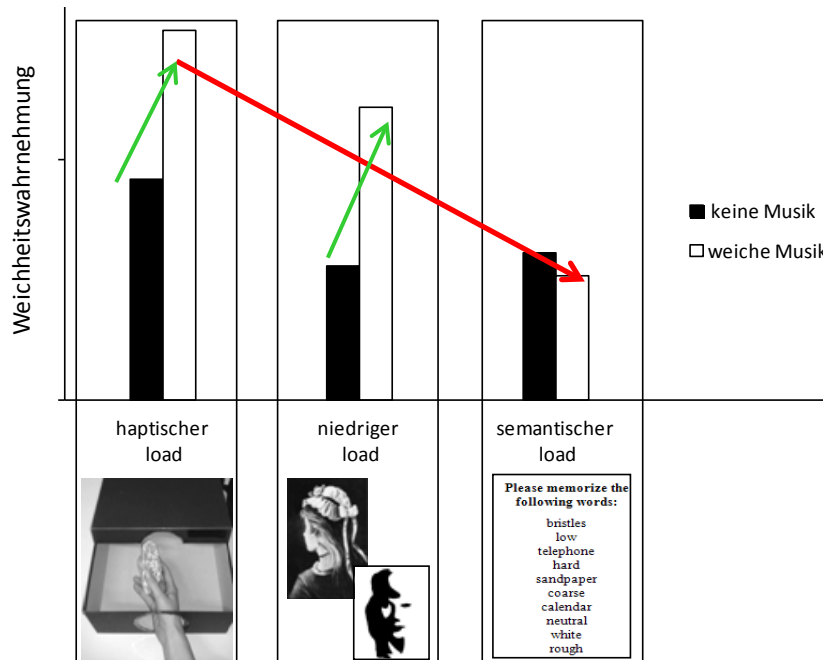 Weichheitswahrnehmung
keine Musik
weiche Musik
haptischer
load
niedriger
load
semantischer
load
Please memorize the
following words:
bristles
low
telephone
hard
sandpaper
coarse
calendar
neutral
white
rough